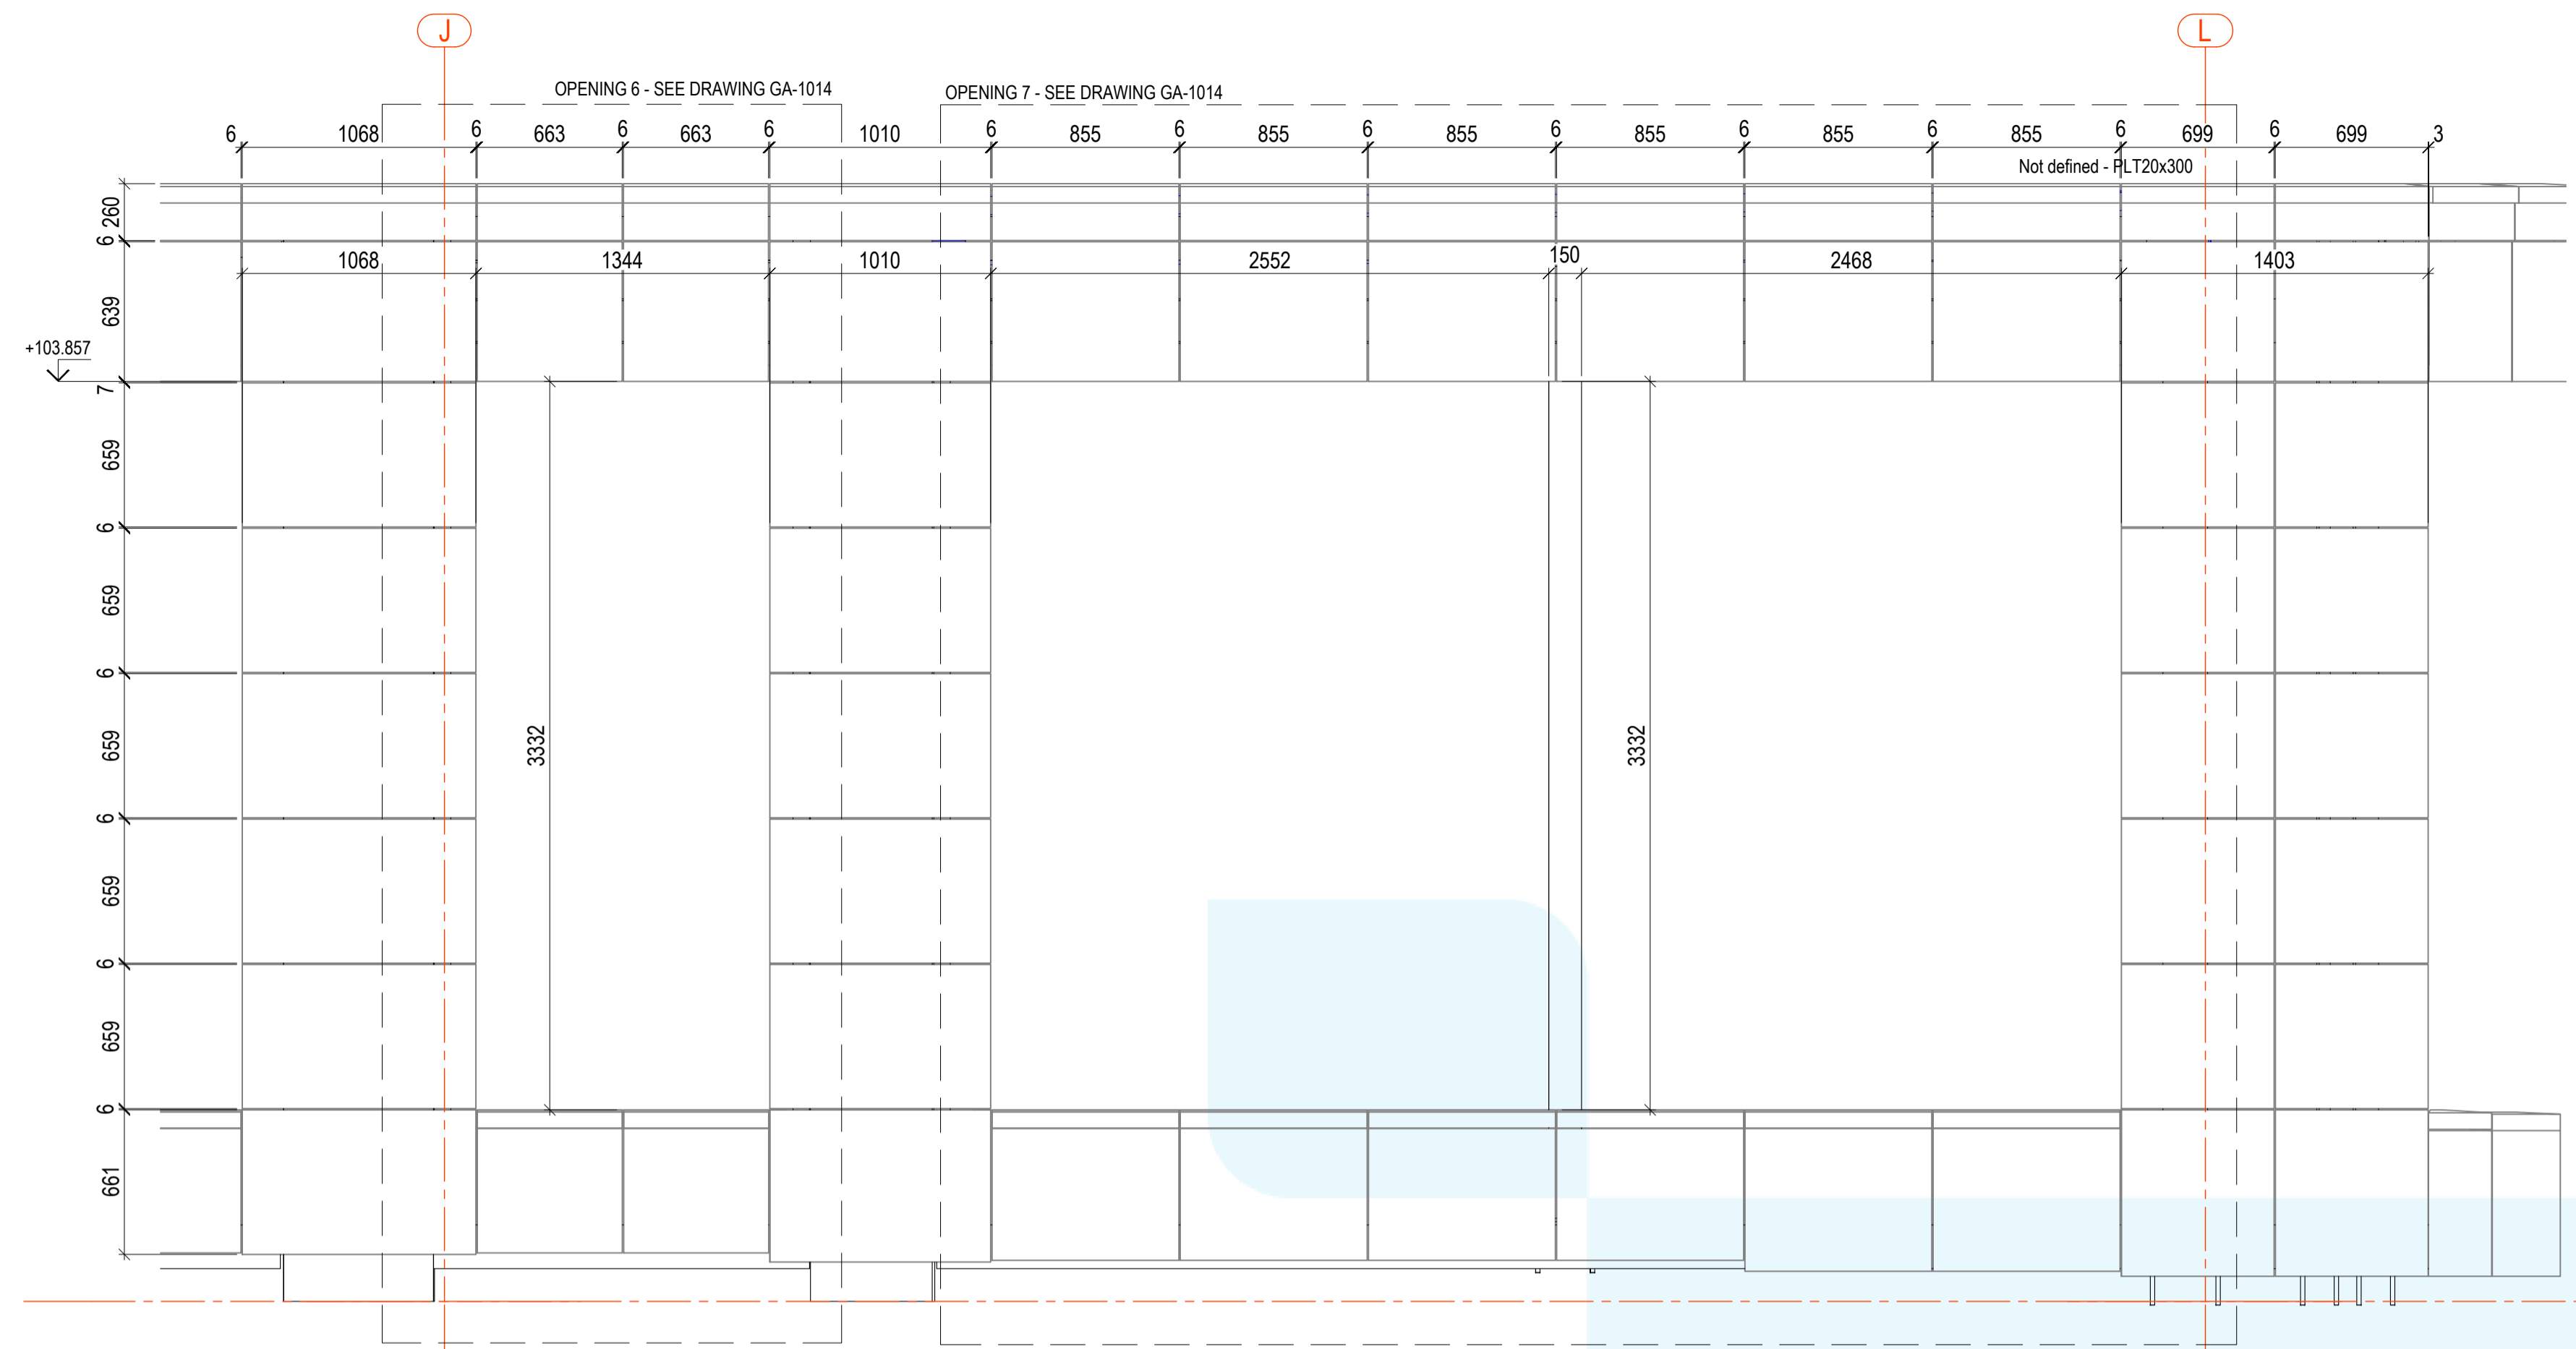 J
L
OPENING 6 - SEE DRAWING GA-1014
OPENING 7 - SEE DRAWING GA-1014
6 1068 6 663 6 663 6 1010 6 855 6 855 6 855 6 855 6 855 6 855 6 699 6 699 3
Not defined - PLT20x300
1068 1344 1010 2552 150 2468 1403
+103.857
260
6
639
7
659
6
659
6
659
6
659
6
659
6
661
3332
3332